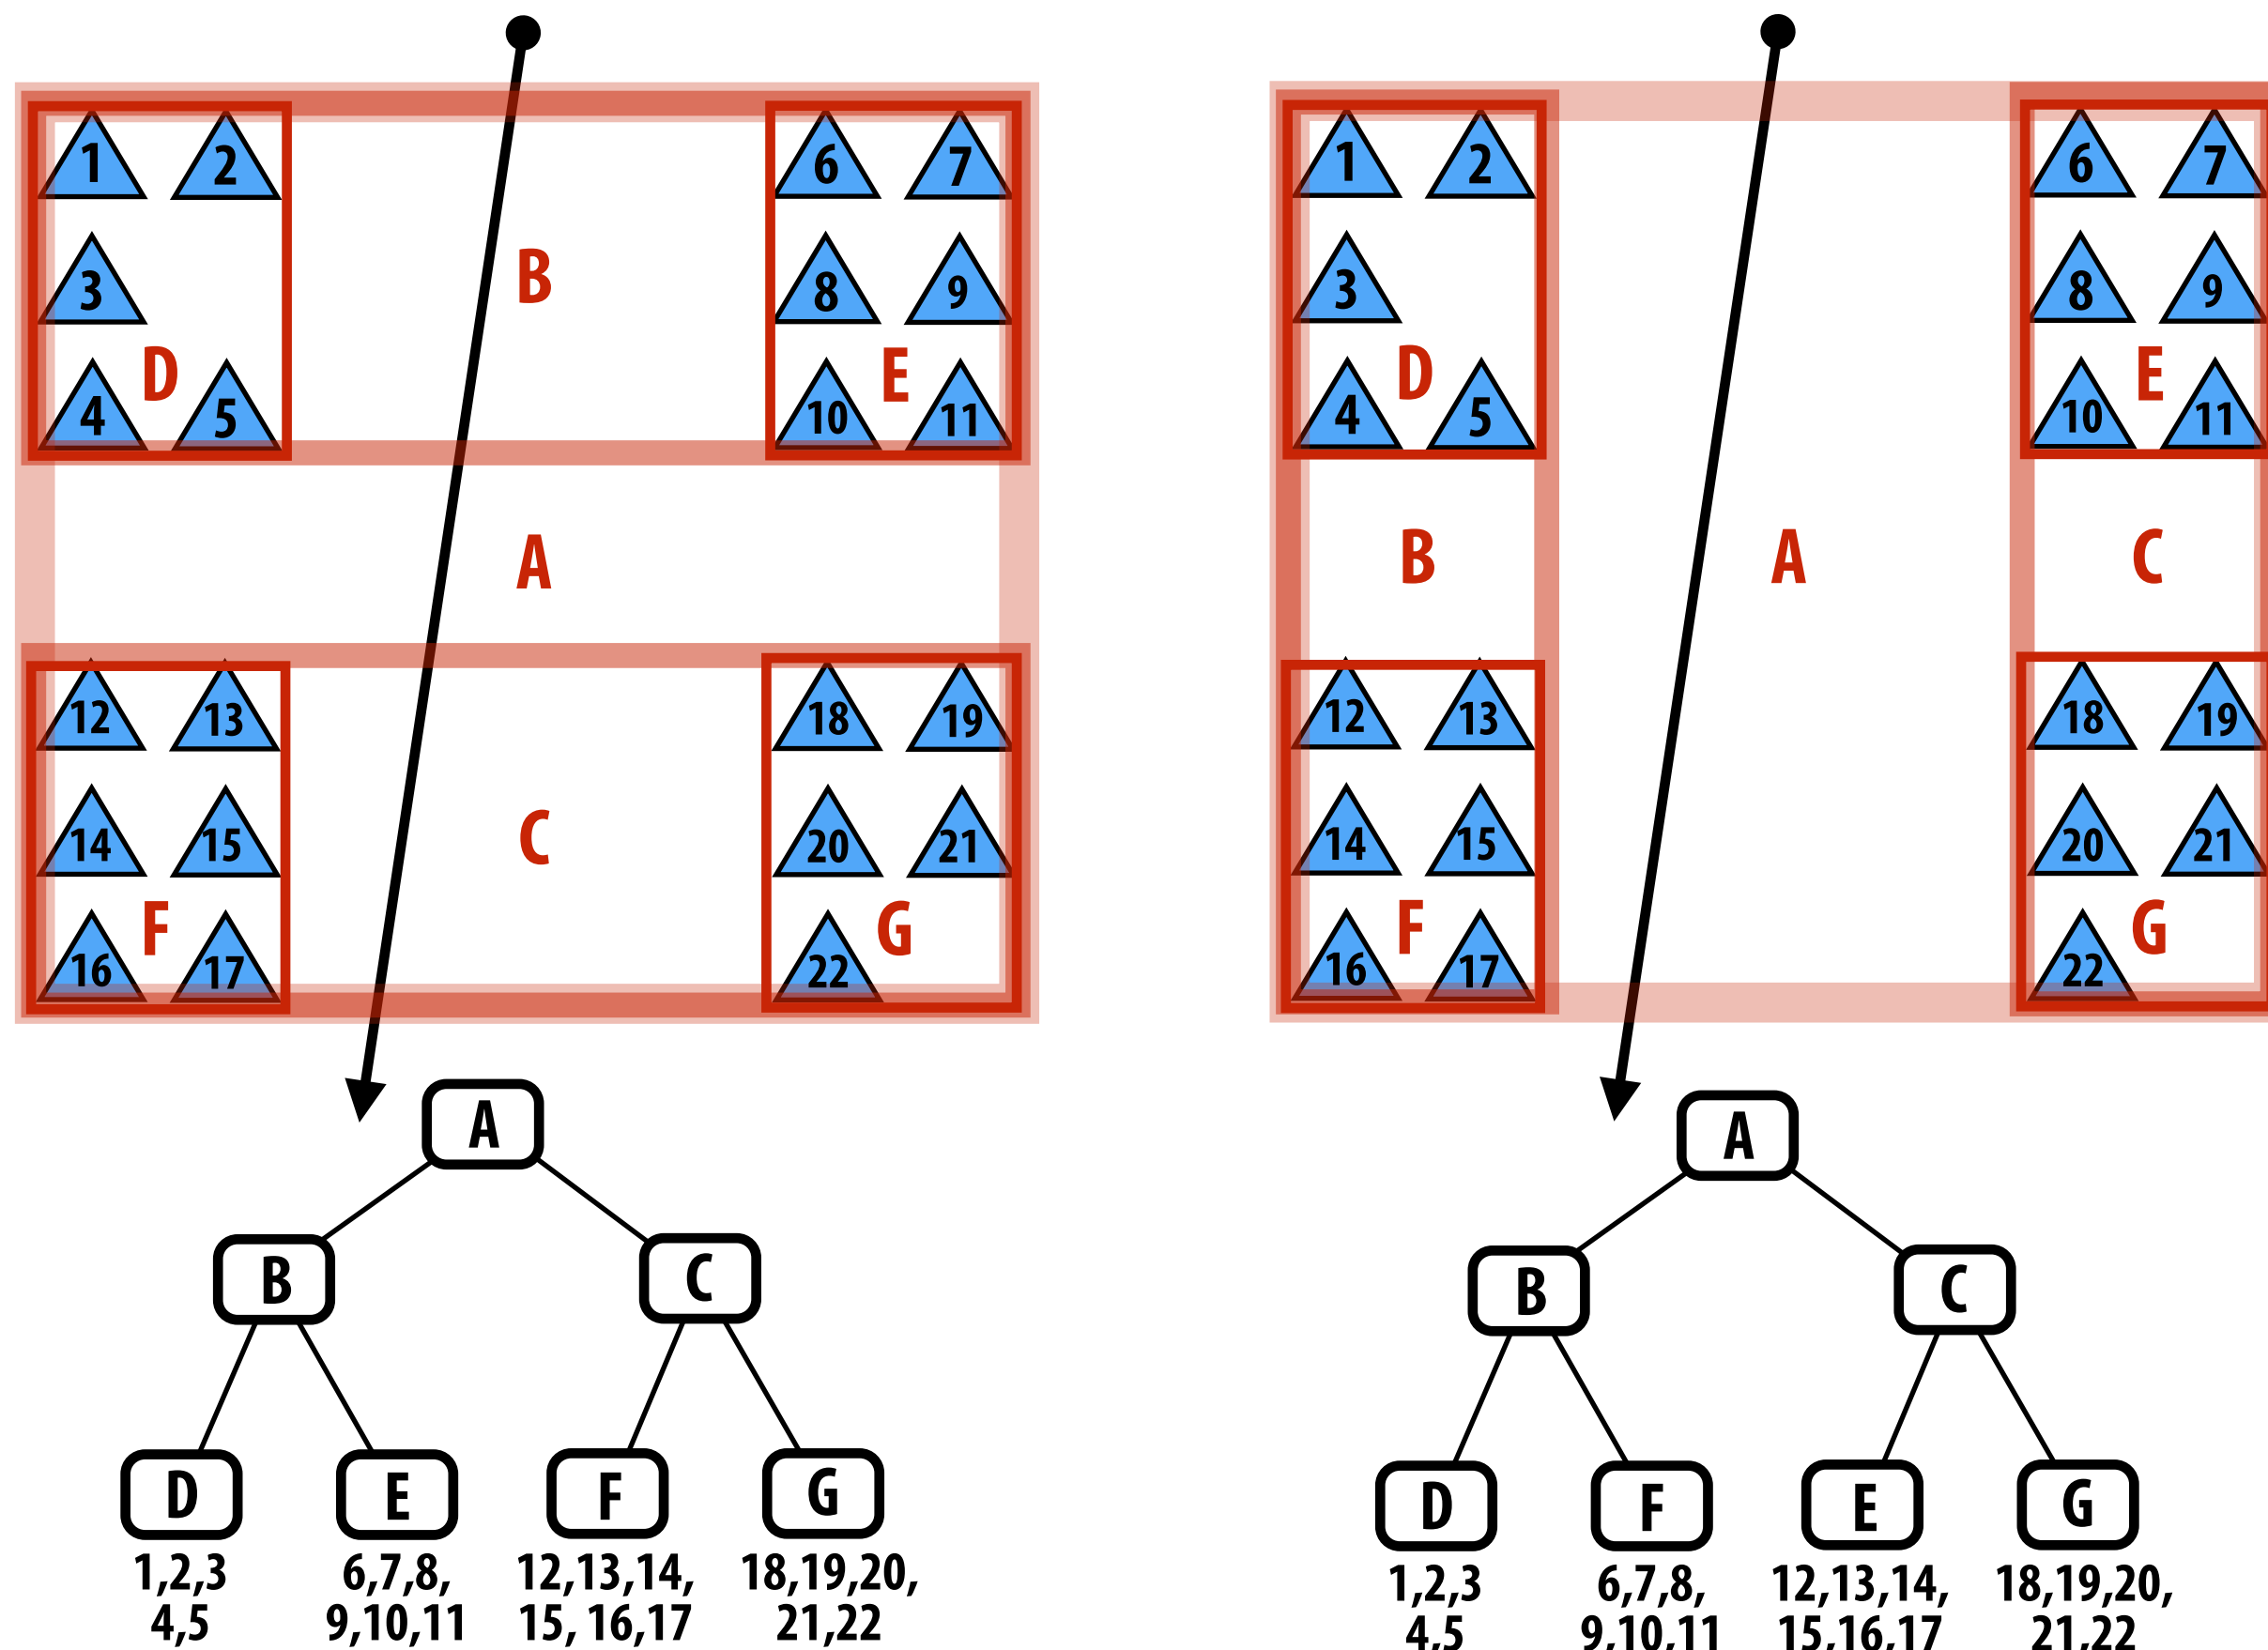 1
2
6
7
B
3
8
9
D
E
4
5
10
11
A
12
13
18
19
C
14
15
20
21
F
G
16
17
22
A
B
C
D
E
F
G
1,2,3
4,5
6,7,8,
9,10,11
12,13,14,
15, 16, 17
18,19,20,
21,22
1
2
6
7
3
8
9
D
E
4
5
10
11
B
A
C
12
13
18
19
14
15
20
21
F
G
16
17
22
A
B
C
D
F
E
G
1,2,3
4,5
6,7,8,
9,10,11
12,13,14,
15,16,17
18,19,20,
21,22